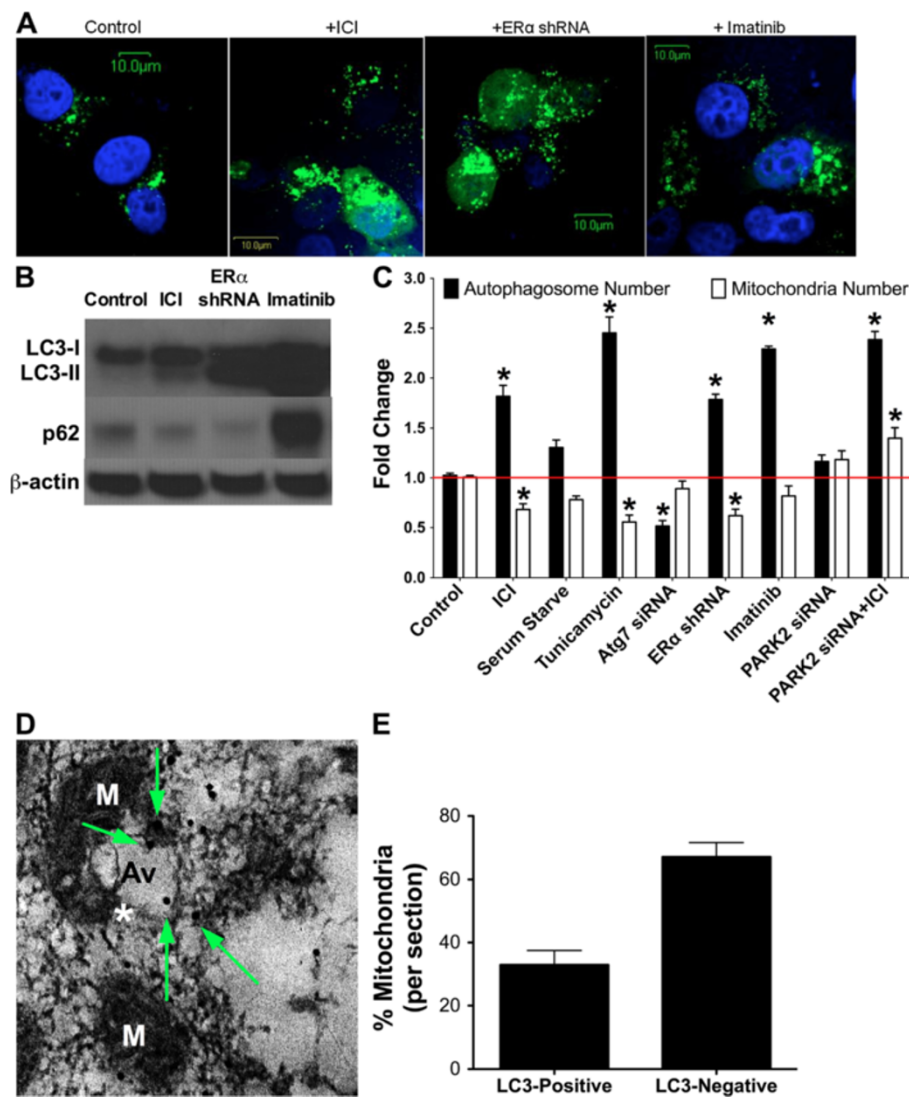 A
Control
+ICI
+ERα shRNA
+ Imatinib
10.0μm
10.0μm
10.0μm
10.0μm
B
Control
ICI
ERα
shRNA
Imatinib
LC3-I
LC3-II
p62
β-actin
C
Fold Change
3.0
2.5
2.0
1.5
1.0
0.5
0.0
Autophagosome Number
Mitochondria Number
* * * * * * * * * *
Control
ICI
Serum Starve
Tunicamycin
Atg7 siRNA
ERα shRNA
Imatinib
PARK2 siRNA
PARK2 siRNA+ICI
D
M
Av
*
M
E
% Mitochondria
(per section)
80
60
40
20
0
LC3-Positive
LC3-Negative